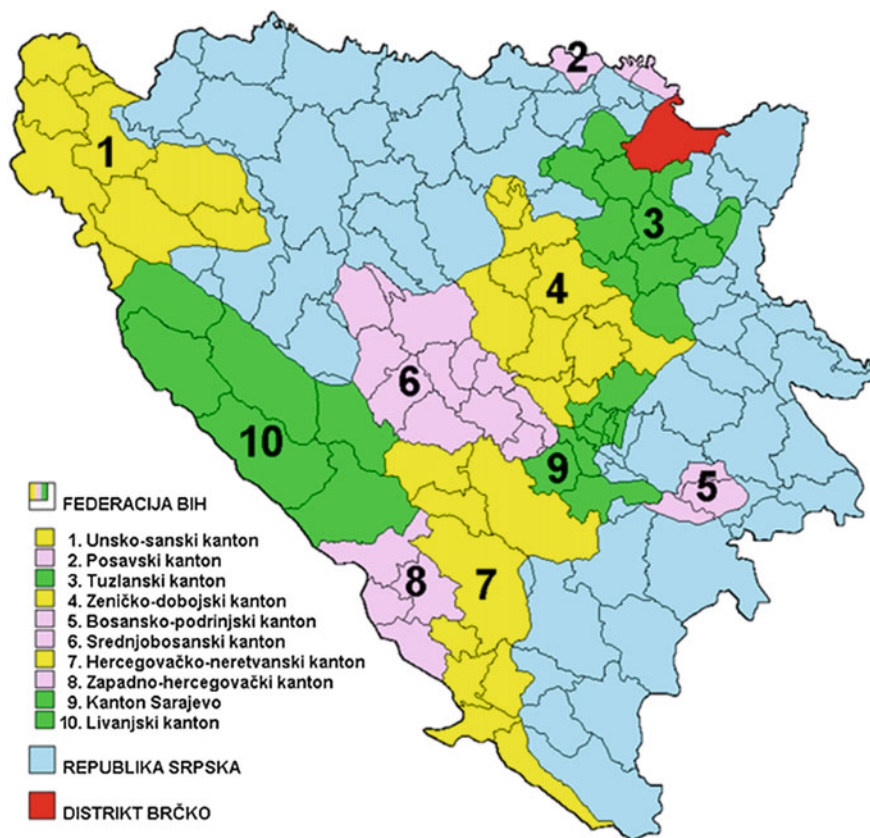 2
1
3
4
6
10
9
5
8
7
FEDERACIJA BIH
1. Unsko-sanski kanton
2. Posavski kanton
3. Tuzlanski kanton
4. Zeničko-dobojski kanton
5. Bosansko-podrinjski kanton
6. Srednjobosanski kanton
7. Hercegovačko-neretvanski kanton
8. Zapadno-hercegovački kanton
9. Kanton Sarajevo
10. Livanjski kanton
REPUBLIKA SRPSKA
DISTRIKT BRČKO